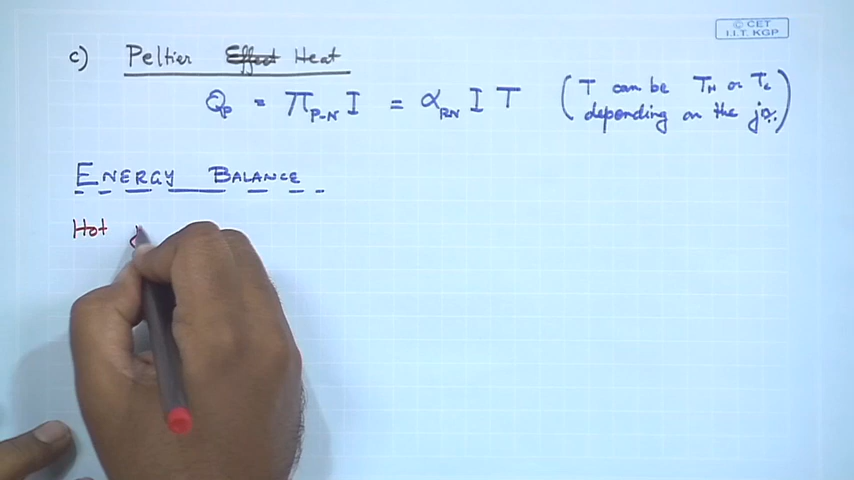 © CET
I.I.T. KGP
c) Peltier Effect Heat
Qp = πP-N I = αPN I T (T can be TH or Tc
depending on the jn.)
ENERGY BALANCE
Hot